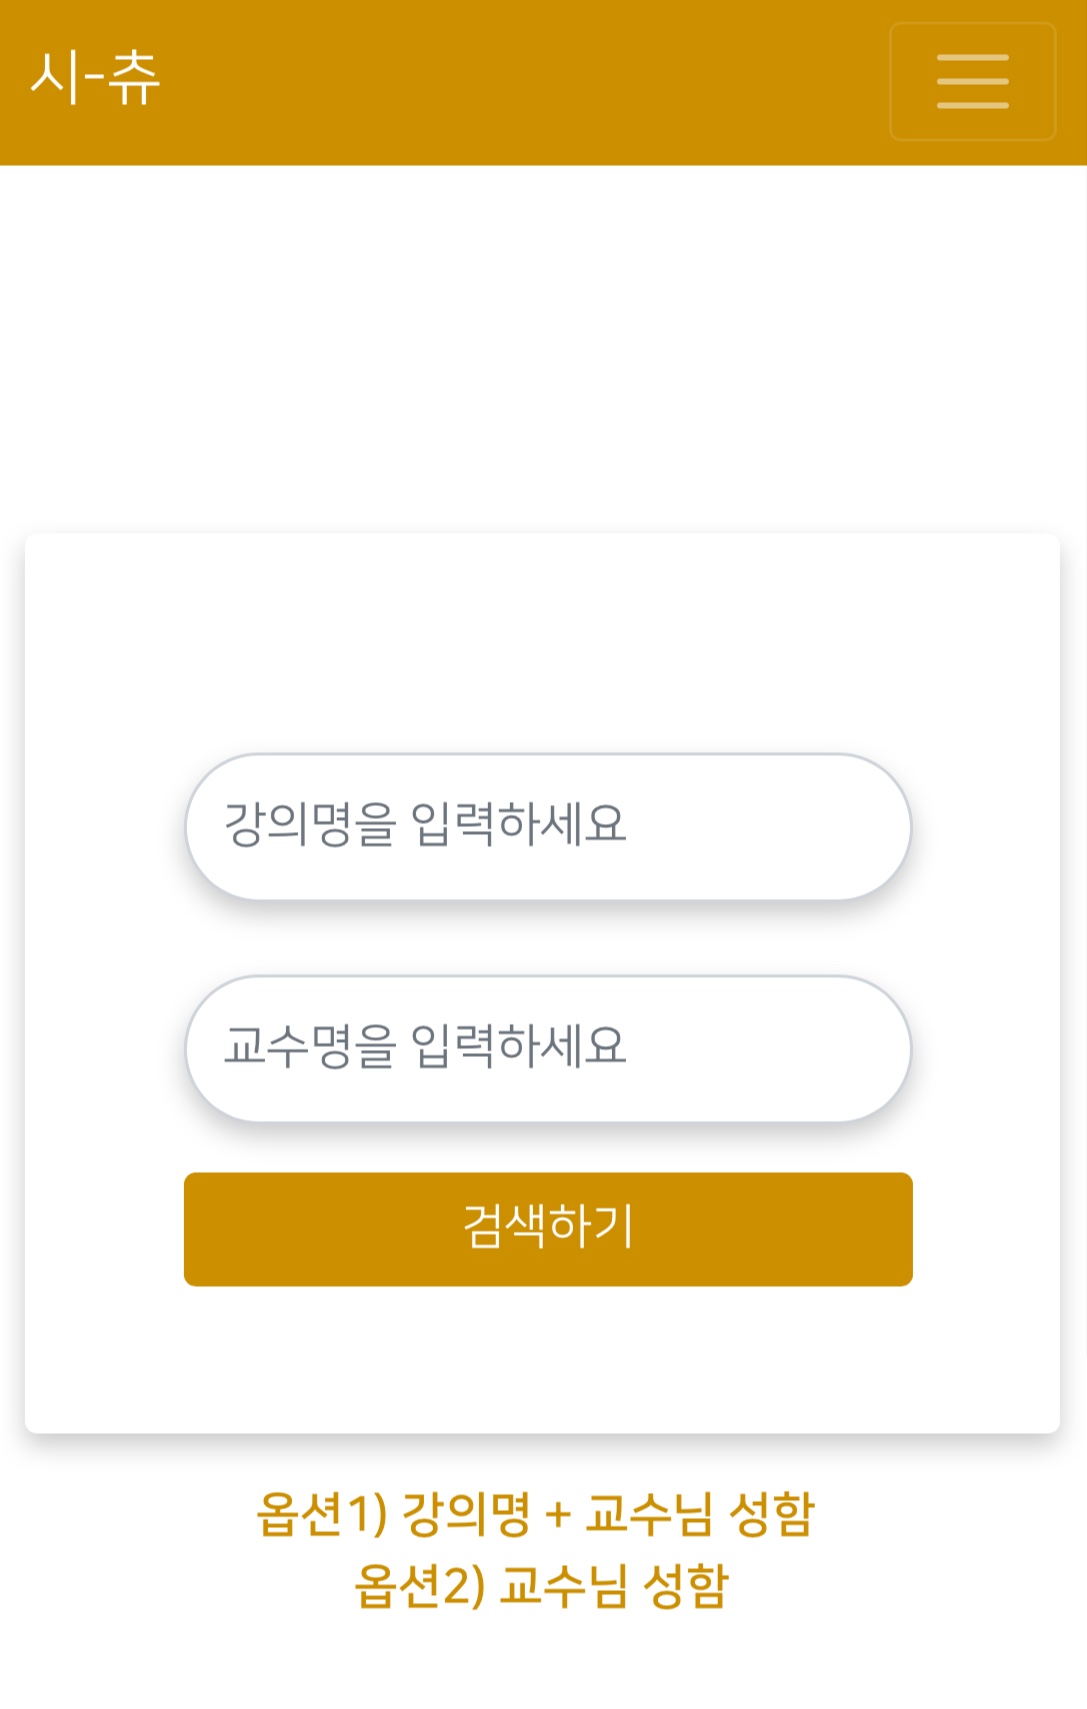 시-츄
강의명을 입력하세요
교수명을 입력하세요
검색하기
옵션1) 강의명 + 교수님 성함
옵션2) 교수님 성함